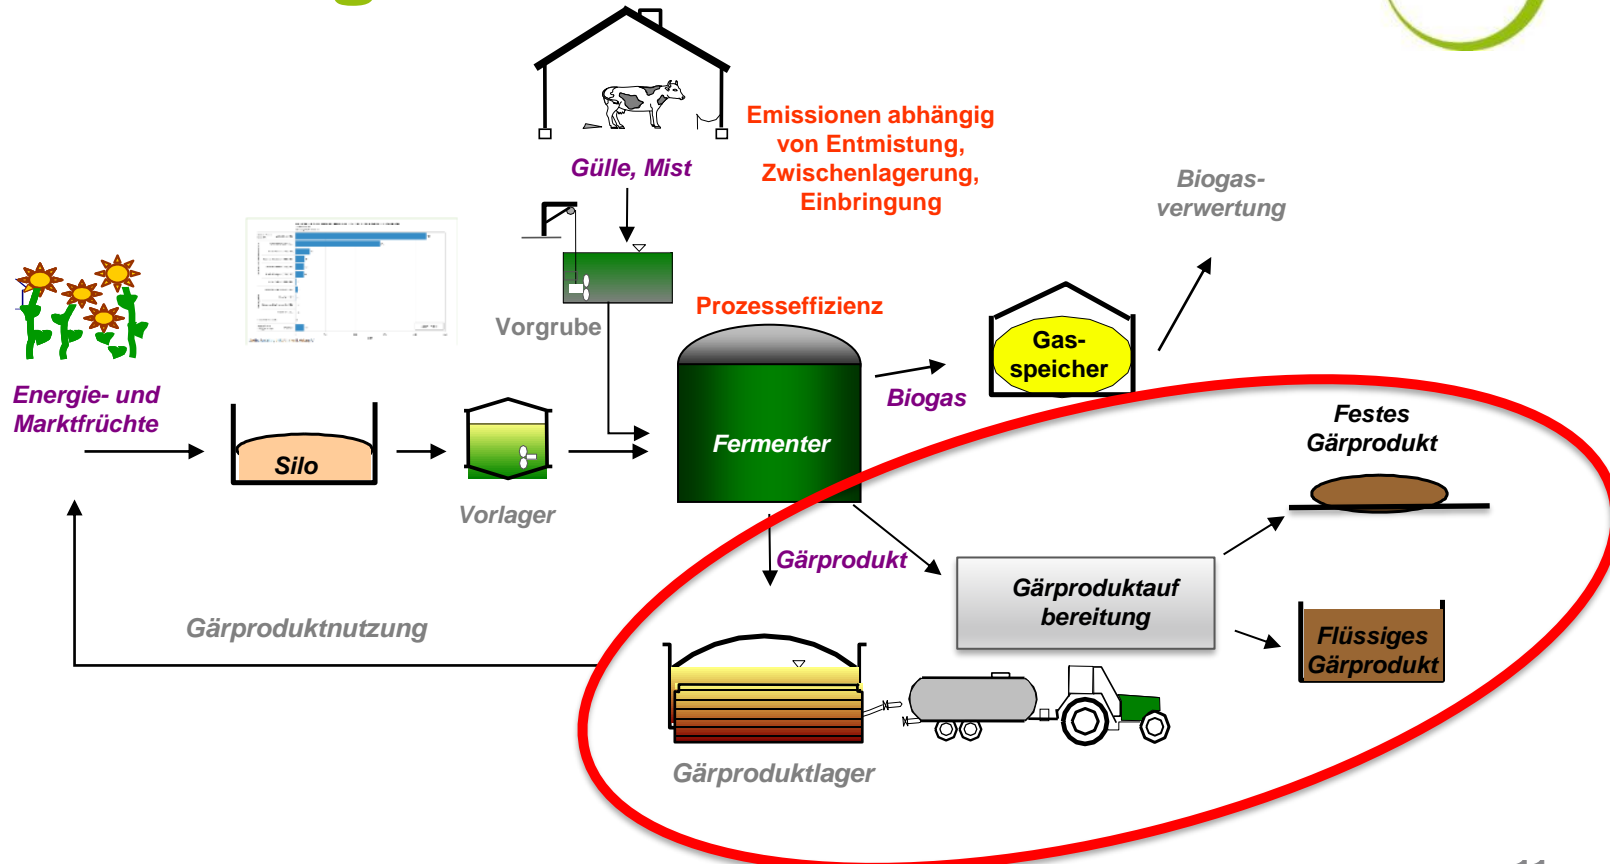 Emissionen abhängig
von Entmistung,
Zwischenlagerung,
Einbringung
Gülle, Mist
Biogas-
verwertung
Vorgrube
Prozesseffizienz
Gas-
speicher
Biogas
Energie- und
Marktfrüchte
Silo
Vorlager
Fermenter
Festes
Gärprodukt
Gärprodukt
Gärproduktauf
bereitung
Flüssiges
Gärprodukt
Gärproduktnutzung
Gärproduktlager